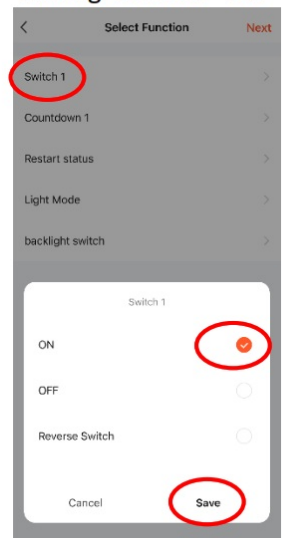 Select Function Next
Switch 1
Countdown 1
Restart status
Light Mode
backlight switch
Switch 1
ON
OFF
Reverse Switch
Cancel Save